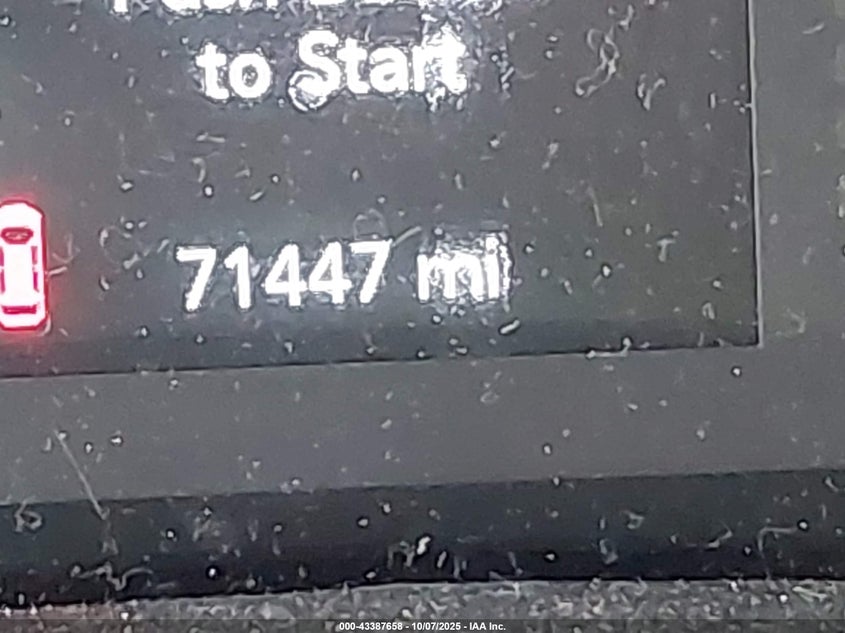 to Start
71447 mi
000-43387658 - 10/07/2025 - IAA Inc.